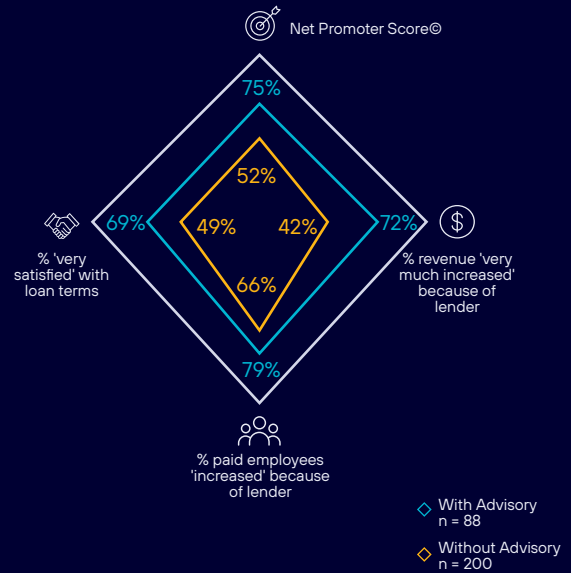 Net Promoter Score©
75%
52%
69%
49%
42%
72%
% 'very
satisfied' with
loan terms
% revenue 'very
much increased'
because of
lender
66%
79%
% paid employees
'increased' because
of lender
With Advisory
n = 88
Without Advisory
n = 200